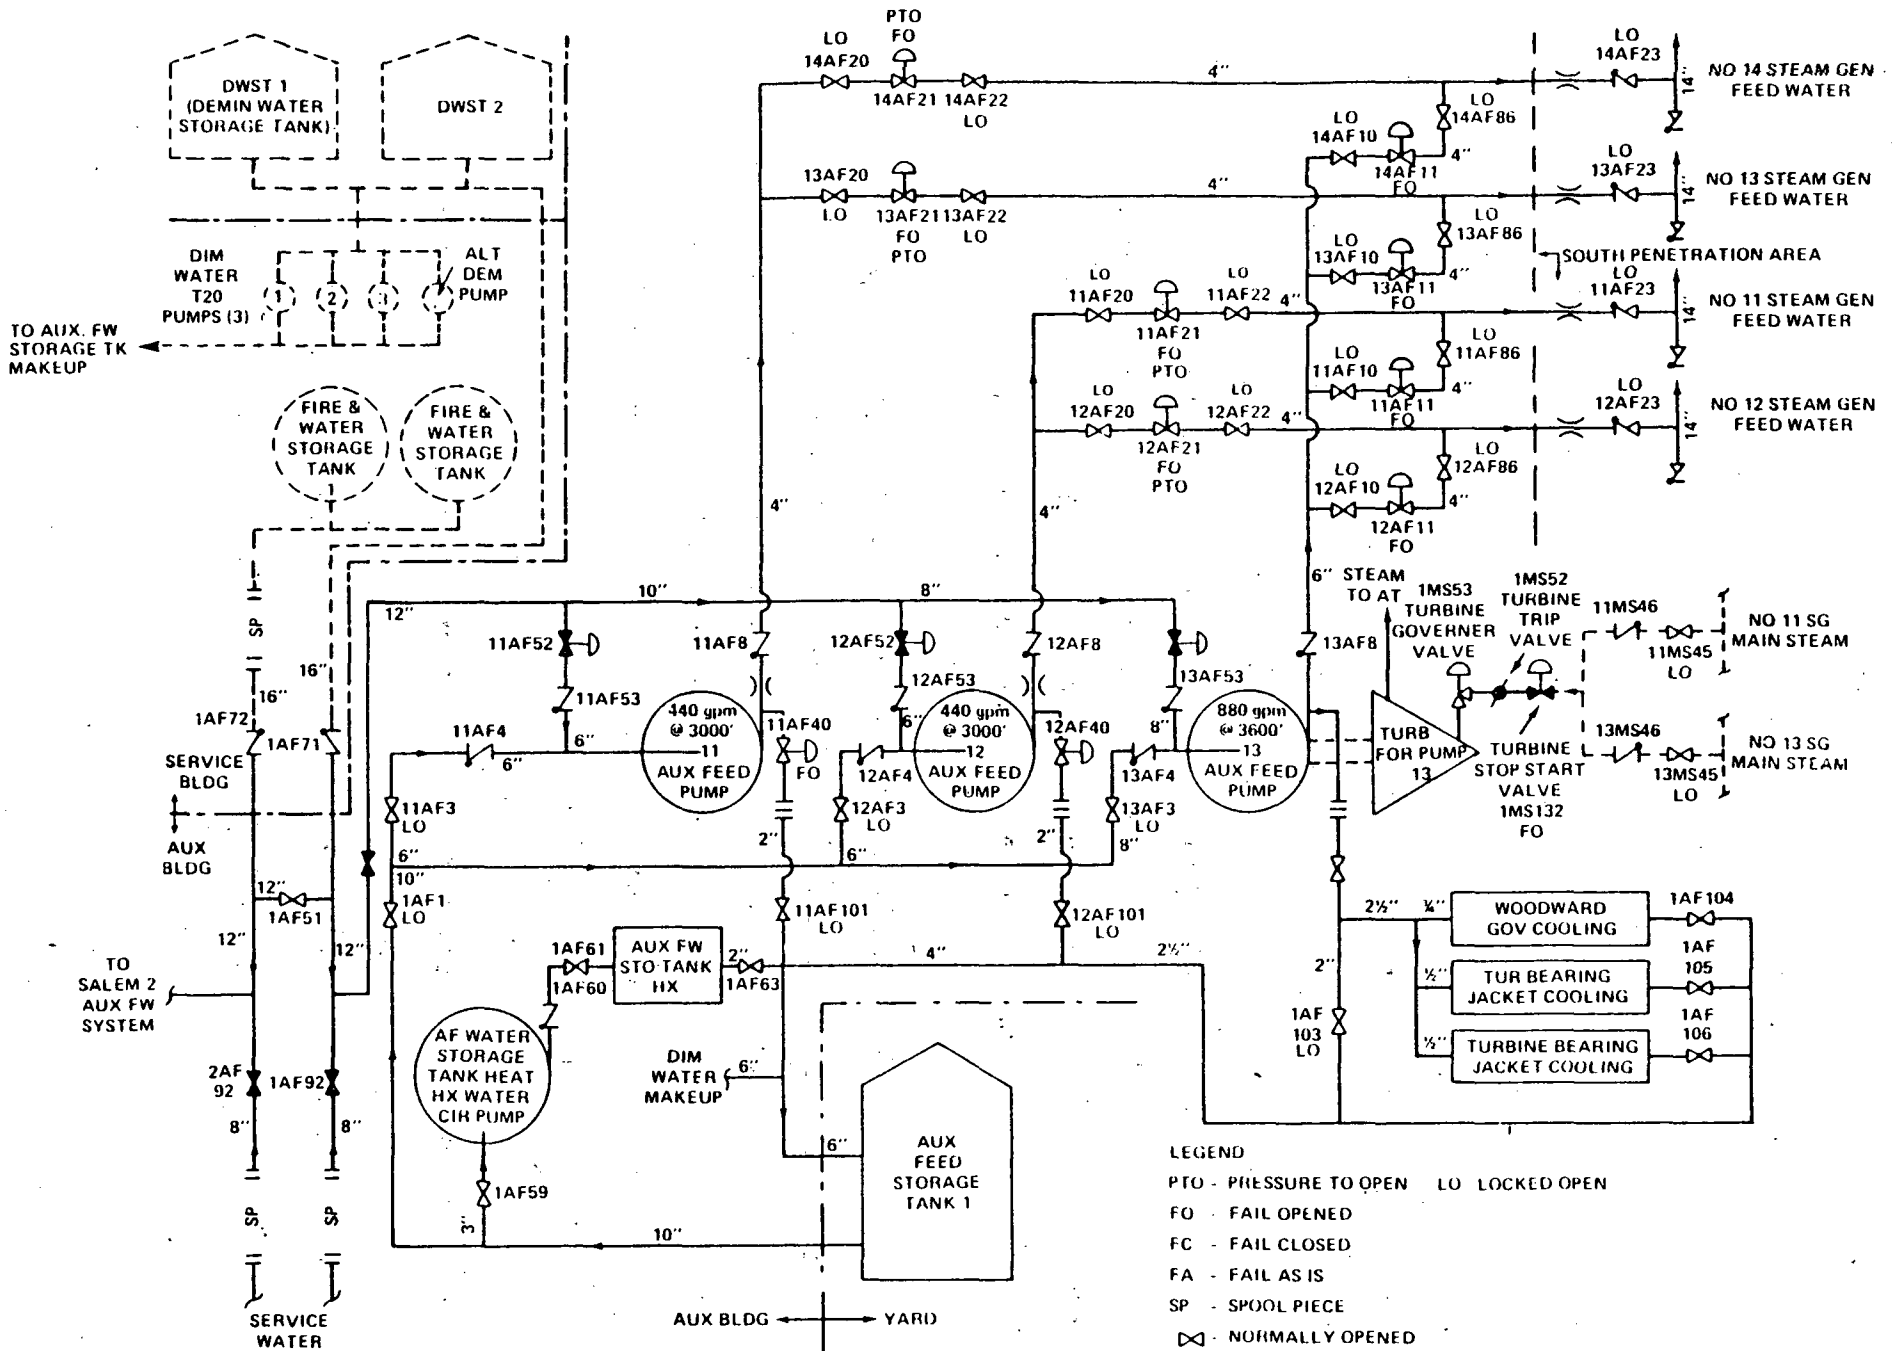 DWST 1
(DEMIN WATER
STORAGE TANK)
DWST 2
DIM
WATER
T20
PUMPS (3)
1
2
3
ALT
DEM
PUMP
TO AUX. FW
STORAGE TK
MAKEUP
FIRE &
WATER
STORAGE
TANK
FIRE &
WATER
STORAGE
TANK
SP
16"
16"
1AF72
1AF71
SERVICE
BLDG
AUX
BLDG
12"
1AF51
12"
12"
TO
SALEM 2
AUX FW
SYSTEM
2AF
92
1AF92
8"
8"
SP
SP
SERVICE
WATER
PTO
FO
LO
14AF20
14AF21
14AF22
LO
4"
13AF20
LO
13AF21
FO
PTO
13AF22
LO
4"
LO
11AF20
11AF21
FO
PTO
LO
11AF22
4"
LO
12AF20
12AF21
FO
PTO
LO
12AF22
4"
LO
14AF10
14AF11
FO
4"
LO
14AF86
LO
13AF10
13AF11
FO
4"
LO
13AF86
LO
11AF10
11AF11
FO
4"
LO
11AF86
LO
12AF10
12AF11
FO
4"
LO
12AF86
LO
14AF23
14"
NO 14 STEAM GEN
FEED WATER
LO
13AF23
14"
NO 13 STEAM GEN
FEED WATER
SOUTH PENETRATION AREA
LO
11AF23
14"
NO 11 STEAM GEN
FEED WATER
LO
12AF23
14"
NO 12 STEAM GEN
FEED WATER
4"
4"
6"
12"
10"
8"
11AF52
11AF53
11AF4
6"
6"
11AF8
440 gpm
@ 3000'
11
AUX FEED
PUMP
11AF40
FO
12AF52
12AF53
6"
12AF4
12AF8
440 gpm
@ 3000'
12
AUX FEED
PUMP
12AF40
13AF53
8"
13AF4
13AF8
880 gpm
@ 3600'
13
AUX FEED
PUMP
STEAM
TO AT
TURB
FOR PUMP
13
1MS53
TURBINE
GOVERNER
VALVE
1MS52
TURBINE
TRIP
VALVE
TURBINE
STOP START
VALVE
1MS132
FO
11MS46
11MS45
LO
NO 11 SG
MAIN STEAM
13MS46
13MS45
LO
NO 13 SG
MAIN STEAM
11AF3
LO
6"
10"
1AF1
LO
12AF3
LO
6"
13AF3
LO
8"
2"
11AF101
LO
2"
12AF101
LO
1AF61
1AF60
AUX FW
STO TANK
HX
2"
1AF63
4"
2½"
AF WATER
STORAGE
TANK HEAT
HX WATER
CIR PUMP
1AF59
3"
10"
DIM
WATER
MAKEUP
6"
6"
AUX
FEED
STORAGE
TANK 1
AUX BLDG
YARD
2½"
2"
1AF
103
LO
¾"
WOODWARD
GOV COOLING
1AF104
½"
TUR BEARING
JACKET COOLING
1AF
105
½"
TURBINE BEARING
JACKET COOLING
1AF
106
LEGEND
PTO - PRESSURE TO OPEN LO LOCKED OPEN
FO - FAIL OPENED
FC - FAIL CLOSED
FA - FAIL AS IS
SP - SPOOL PIECE
- NORMALLY OPENED